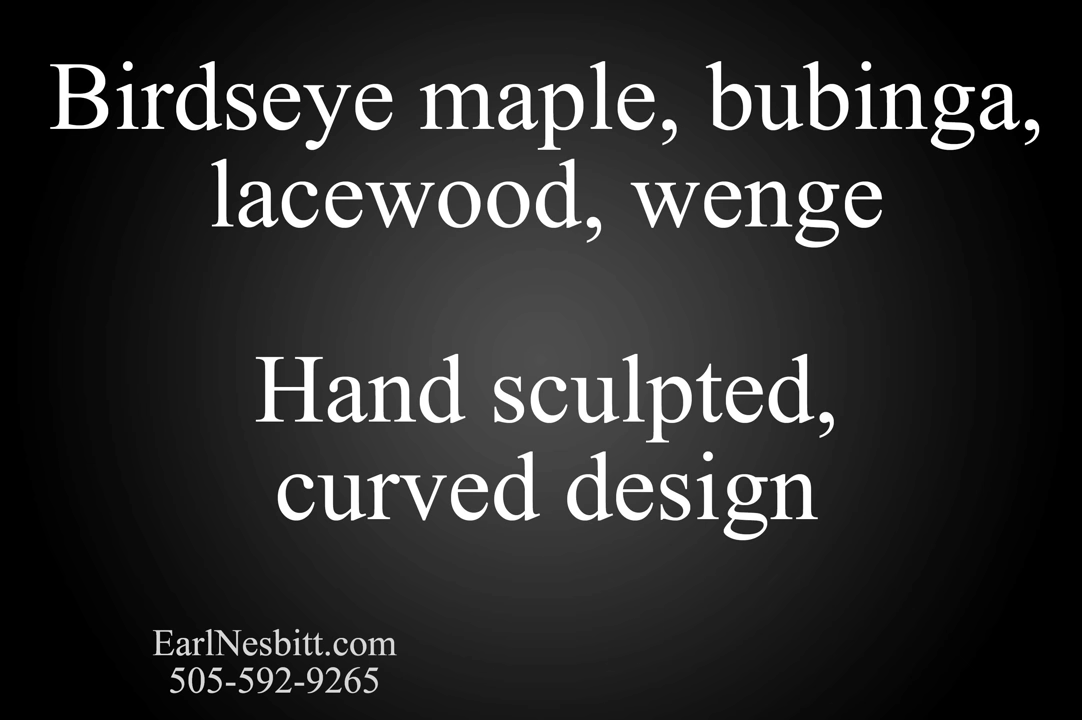 Birdseye maple, bubinga,
lacewood, wenge
Hand sculpted,
curved design
EarlNesbitt.com
505-592-9265